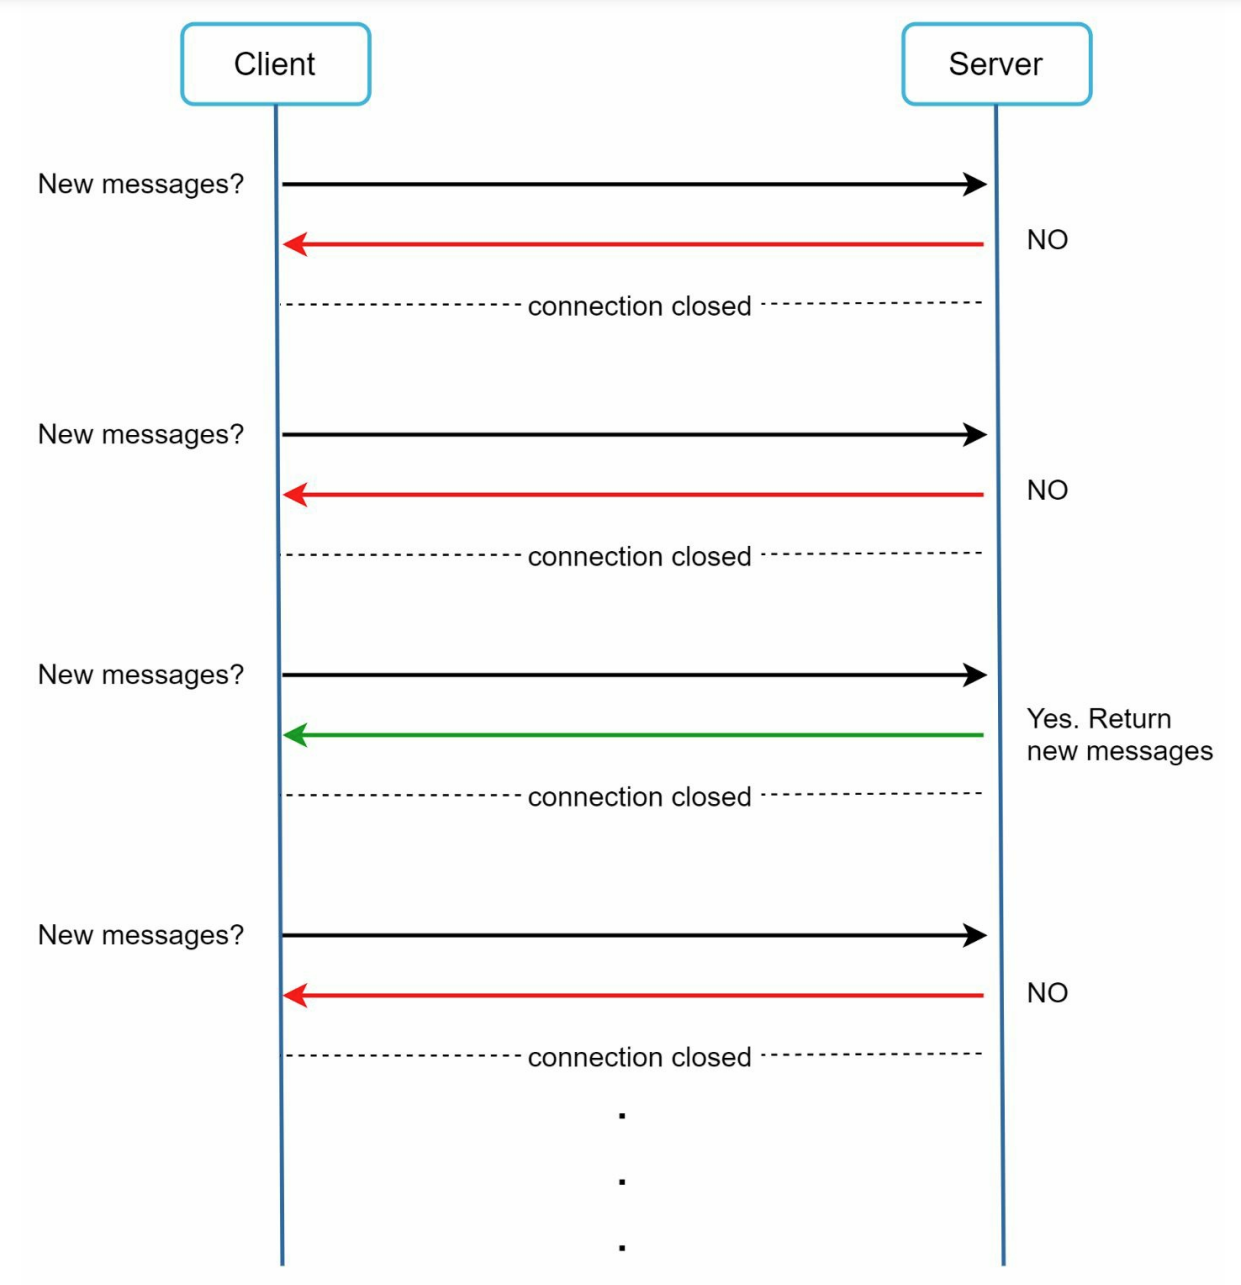 Client
Server
New messages?
NO
connection closed
New messages?
NO
connection closed
New messages?
Yes. Return
new messages
connection closed
New messages?
NO
connection closed
.
.
.